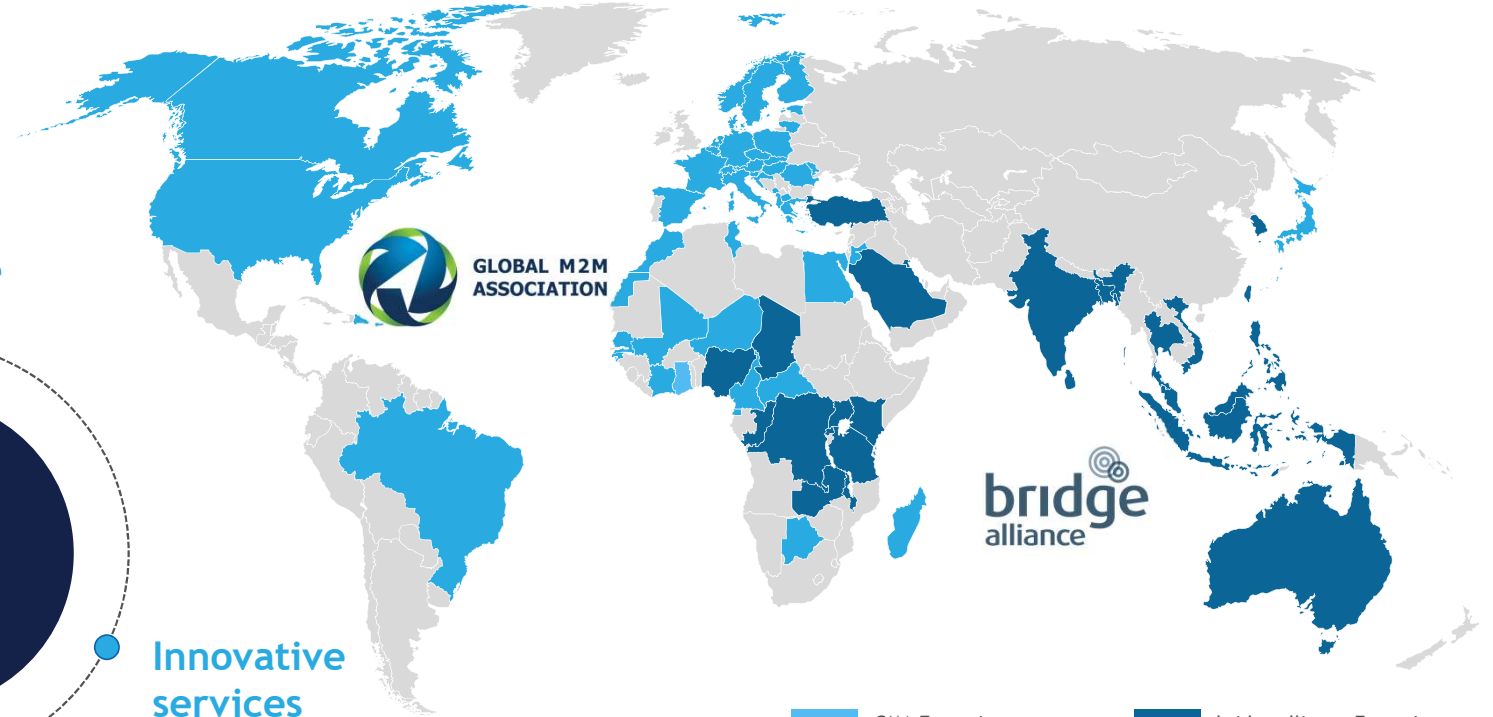 GLOBAL M2M
ASSOCIATION
bridge
alliance
Innovative
services